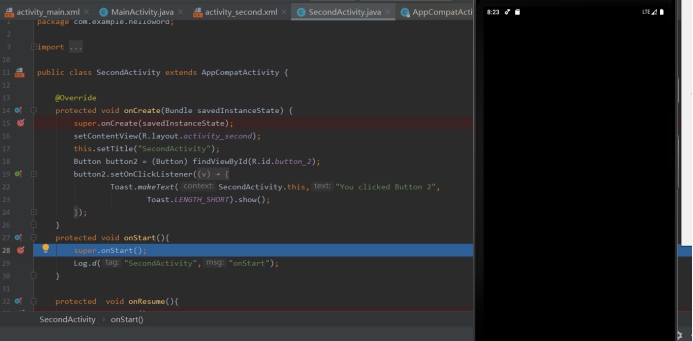 activity_main.xml MainActivity.java activity_second.xml SecondActivity.java AppCompatActi
1 package com.example.helloword;
2
3 import ...
10
11 public class SecondActivity extends AppCompatActivity {
12
13 @Override
14 protected void onCreate(Bundle savedInstanceState) {
15 super.onCreate(savedInstanceState);
16 setContentView(R.layout.activity_second);
17 this.setTitle("SecondActivity");
18 Button button2 = (Button) findViewById(R.id.button_2);
19 button2.setOnClickListener((v) → {
22 Toast.makeText( context: SecondActivity.this, text: "You clicked Button 2",
23 Toast.LENGTH_SHORT).show();
24 });
26 }
27 protected void onStart(){
28 super.onStart();
29 Log.d( tag: "SecondActivity", msg: "onStart");
30 }
31
32 protected void onResume(){
SecondActivity › onStart()
8:23 LTE